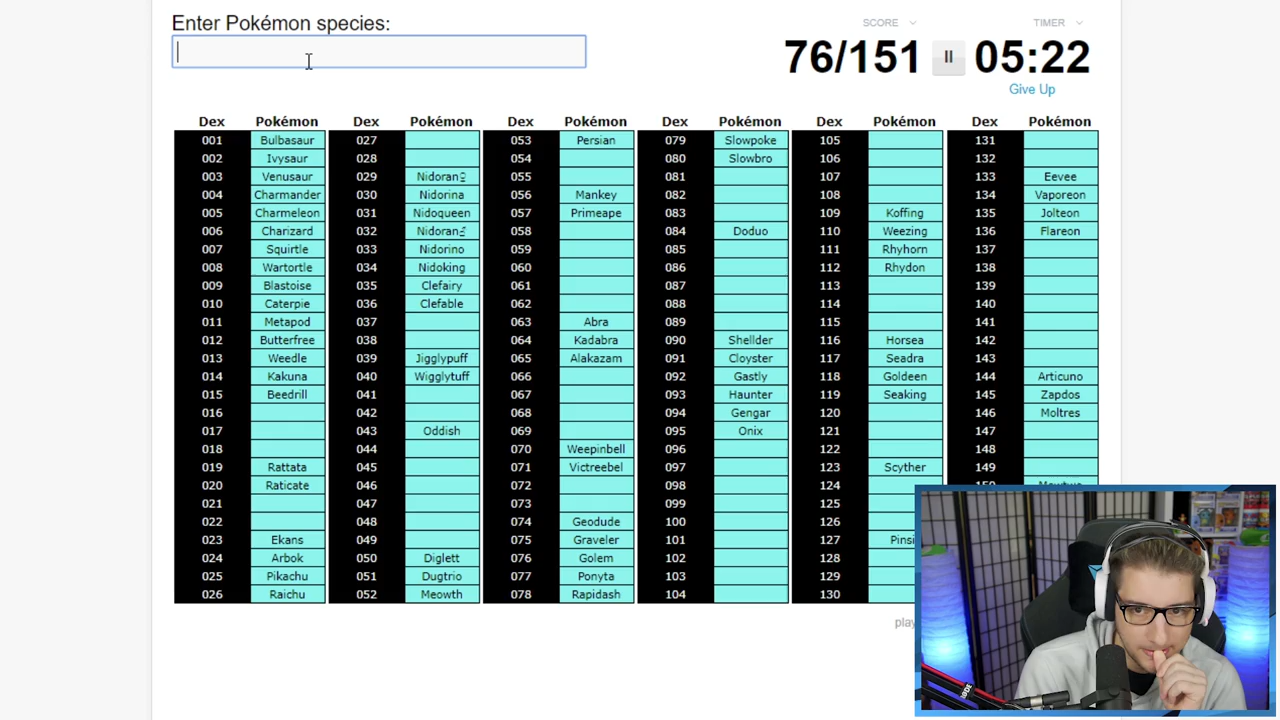 Enter Pokémon species:
SCORE TIMER
76/151 05:22
Give Up
Dex Pokémon Dex Pokémon Dex Pokémon Dex Pokémon Dex Pokémon Dex Pokémon
001 Bulbasaur 027 053 Persian 079 Slowpoke 105 131
002 Ivysaur 028 054 080 Slowbro 106 132
003 Venusaur 029 Nidoran♀ 055 081 107 133 Eevee
004 Charmander 030 Nidorina 056 Mankey 082 108 134 Vaporeon
005 Charmeleon 031 Nidoqueen 057 Primeape 083 109 Koffing 135 Jolteon
006 Charizard 032 Nidoran♂ 058 084 Doduo 110 Weezing 136 Flareon
007 Squirtle 033 Nidorino 059 085 111 Rhyhorn 137
008 Wartortle 034 Nidoking 060 086 112 Rhydon 138
009 Blastoise 035 Clefairy 061 087 113 139
010 Caterpie 036 Clefable 062 088 114 140
011 Metapod 037 063 Abra 089 115 141
012 Butterfree 038 064 Kadabra 090 Shellder 116 Horsea 142
013 Weedle 039 Jigglypuff 065 Alakazam 091 Cloyster 117 Seadra 143
014 Kakuna 040 Wigglytuff 066 092 Gastly 118 Goldeen 144 Articuno
015 Beedrill 041 067 093 Haunter 119 Seaking 145 Zapdos
016 042 068 094 Gengar 120 146 Moltres
017 043 Oddish 069 095 Onix 121 147
018 044 070 Weepinbell 096 122 148
019 Rattata 045 071 Victreebel 097 123 Scyther 149
020 Raticate 046 072 098 124 150 Mewtwo
021 047 073 099 125
022 048 074 Geodude 100 126
023 Ekans 049 075 Graveler 101 127 Pinsi
024 Arbok 050 Diglett 076 Golem 102 128
025 Pikachu 051 Dugtrio 077 Ponyta 103 129
026 Raichu 052 Meowth 078 Rapidash 104 130
play